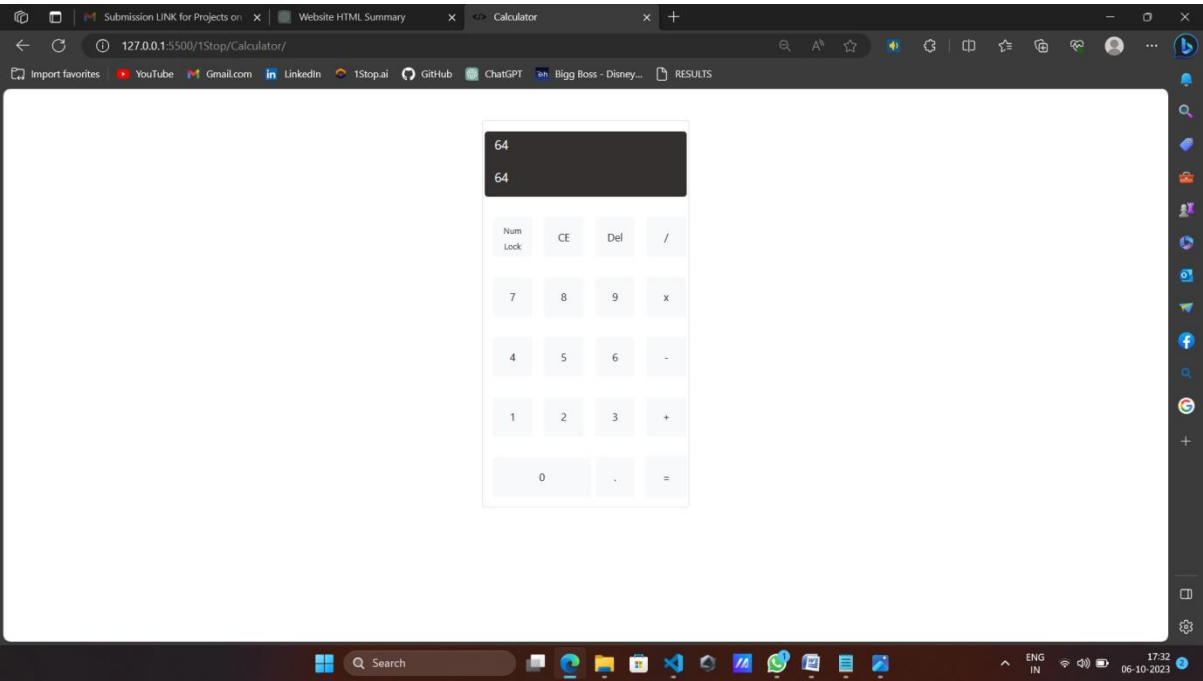 Submission LINK for Projects on
Website HTML Summary
Calculator
127.0.0.1:5500/1Stop/Calculator/
Import favorites YouTube Gmail.com LinkedIn 1Stop.ai GitHub ChatGPT Bigg Boss - Disney... RESULTS
64
64
Num Lock CE Del /
7 8 9 x
4 5 6 -
1 2 3 +
0 . =
Search
ENG
IN
17:32
06-10-2023
2